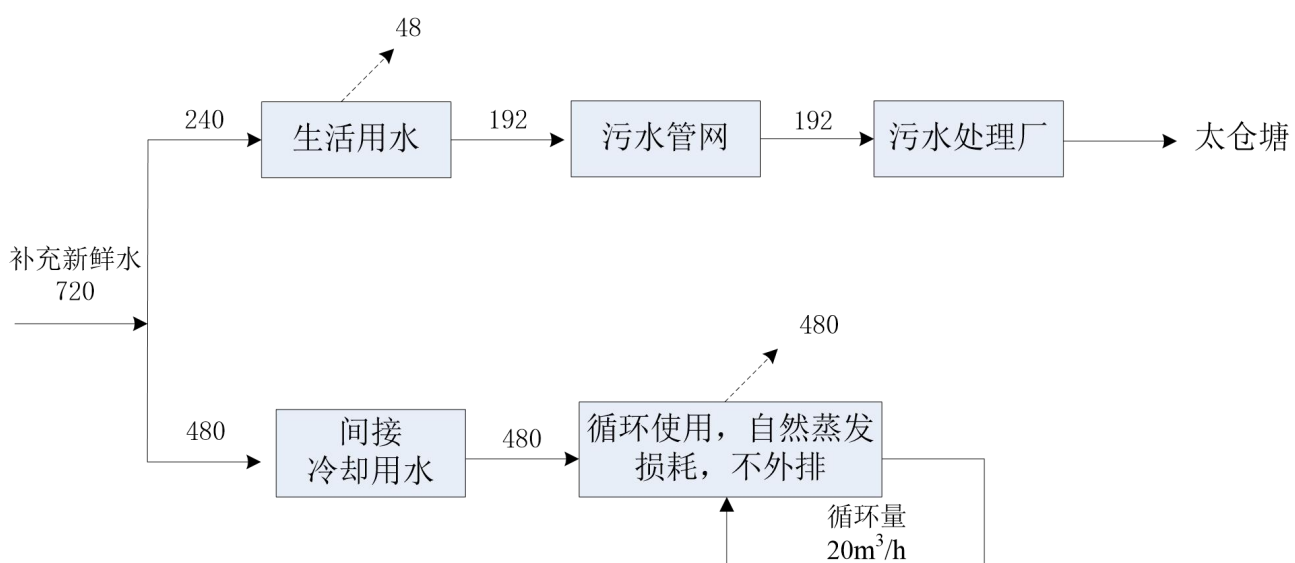 48
240
生活用水
192
污水管网
192
污水处理厂
太仓塘
补充新鲜水
720
480
480
间接
冷却用水
480
循环使用，自然蒸发
损耗，不外排
循环量
20m³/h